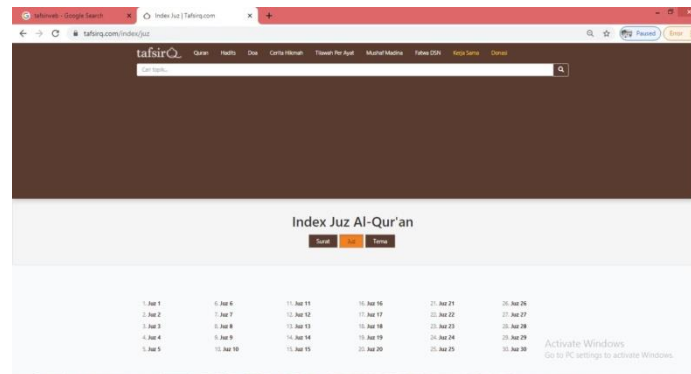 tafsirweb - Google Search
Index Juz | Tafsirq.com
tafsirq.com/index/juz
Paused
Error
tafsirQ
Quran Hadits Doa Cerita Hikmah Tilawah Per Ayat Mushaf Madina Fatwa DSN Kerja Sama Donasi
Cari topik...
Index Juz Al-Qur'an
Surat Juz Tema
1. Juz 1 6. Juz 6 11. Juz 11 16. Juz 16 21. Juz 21 26. Juz 26
2. Juz 2 7. Juz 7 12. Juz 12 17. Juz 17 22. Juz 22 27. Juz 27
3. Juz 3 8. Juz 8 13. Juz 13 18. Juz 18 23. Juz 23 28. Juz 28
4. Juz 4 9. Juz 9 14. Juz 14 19. Juz 19 24. Juz 24 29. Juz 29
5. Juz 5 10. Juz 10 15. Juz 15 20. Juz 20 25. Juz 25 30. Juz 30
Activate Windows
Go to PC settings to activate Windows.